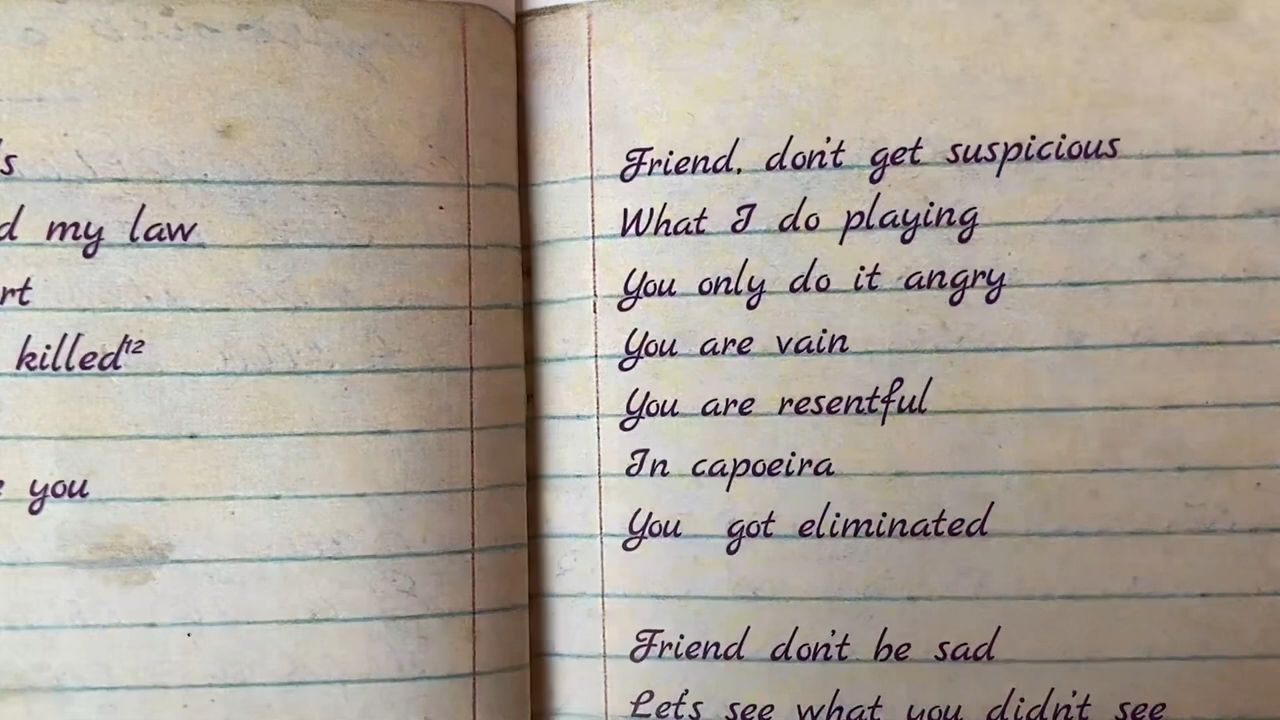 my law
killed12
you
Friend, don't get suspicious
What I do playing
You only do it angry
You are vain
You are resentful
In capoeira
You got eliminated
Friend don't be sad
Let's see what you didn't see